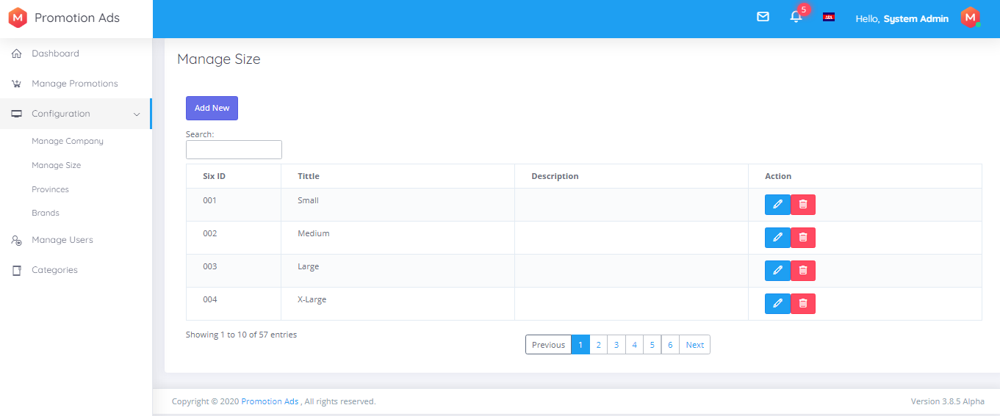 M Promotion Ads
5
Hello, System Admin M
Dashboard
Manage Promotions
Configuration
Manage Company
Manage Size
Provinces
Brands
Manage Users
Categories
Manage Size
Add New
Search:
Six ID Tittle Description Action
001 Small
002 Medium
003 Large
004 X-Large
Showing 1 to 10 of 57 entries
Previous 1 2 3 4 5 6 Next
Copyright © 2020 Promotion Ads , All rights reserved.
Version 3.8.5 Alpha